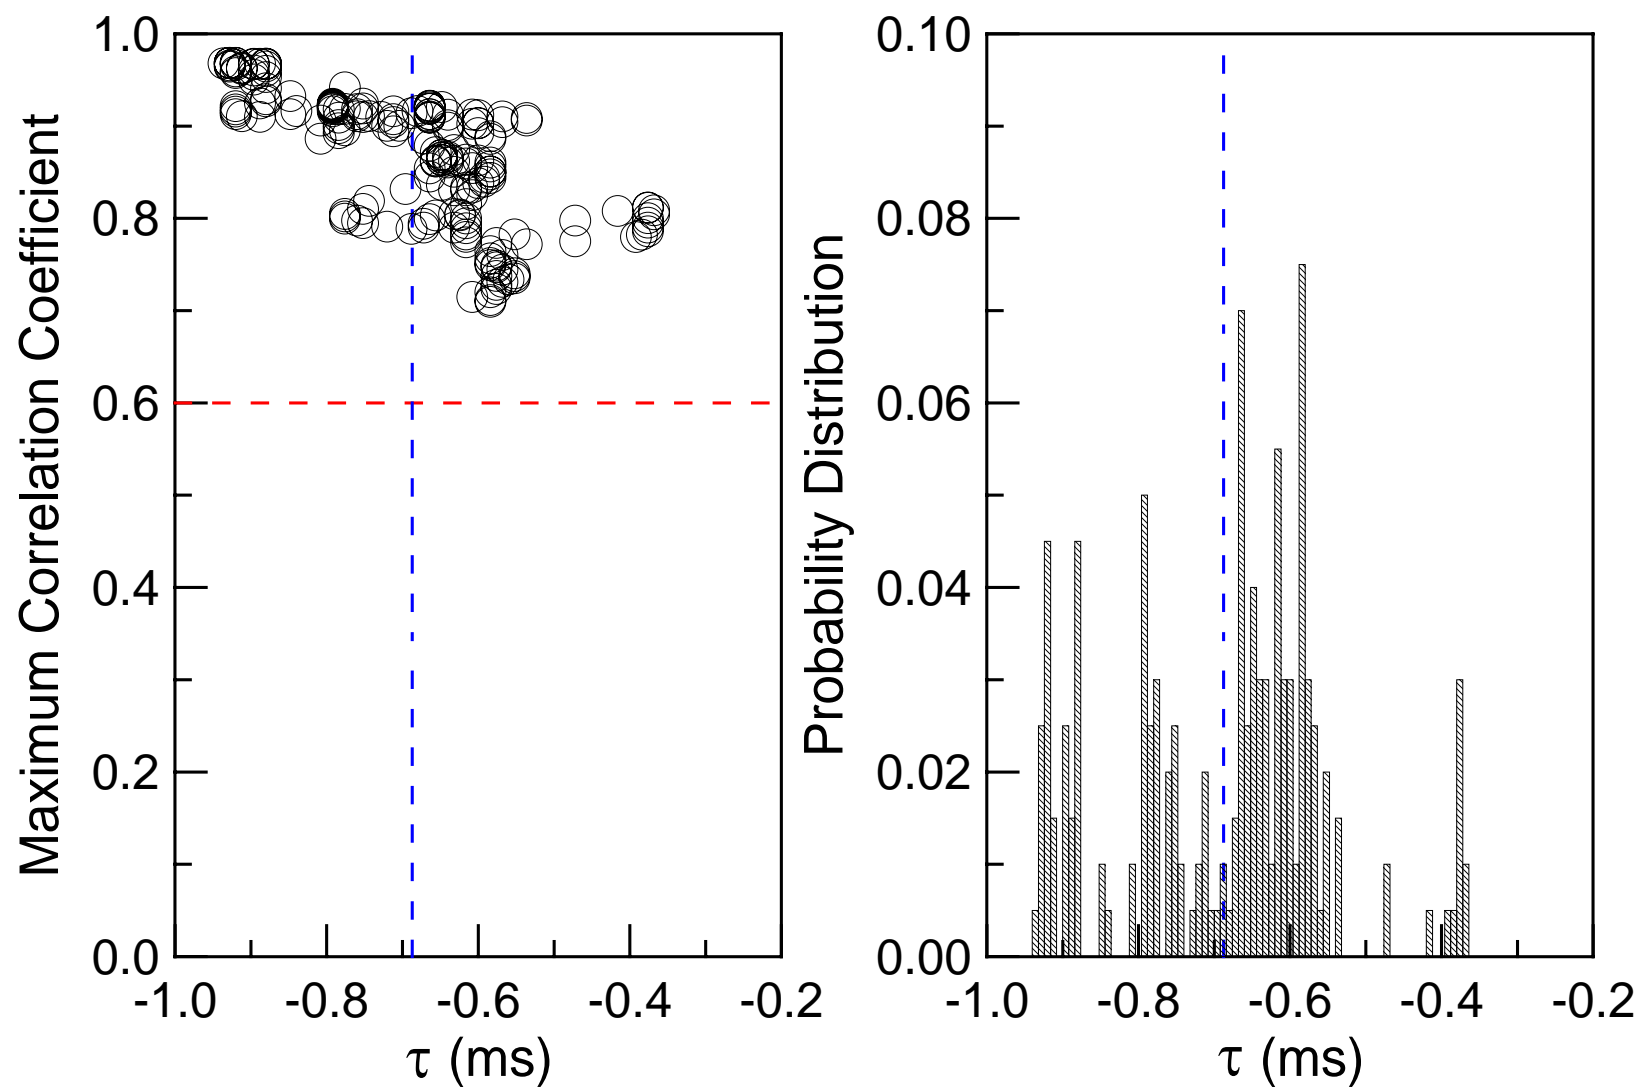 Maximum Correlation Coefficient
1.0
0.8
0.6
0.4
0.2
0.0
-1.0 -0.8 -0.6 -0.4 -0.2
τ (ms)
Probability Distribution
0.10
0.08
0.06
0.04
0.02
0.00
-1.0 -0.8 -0.6 -0.4 -0.2
τ (ms)